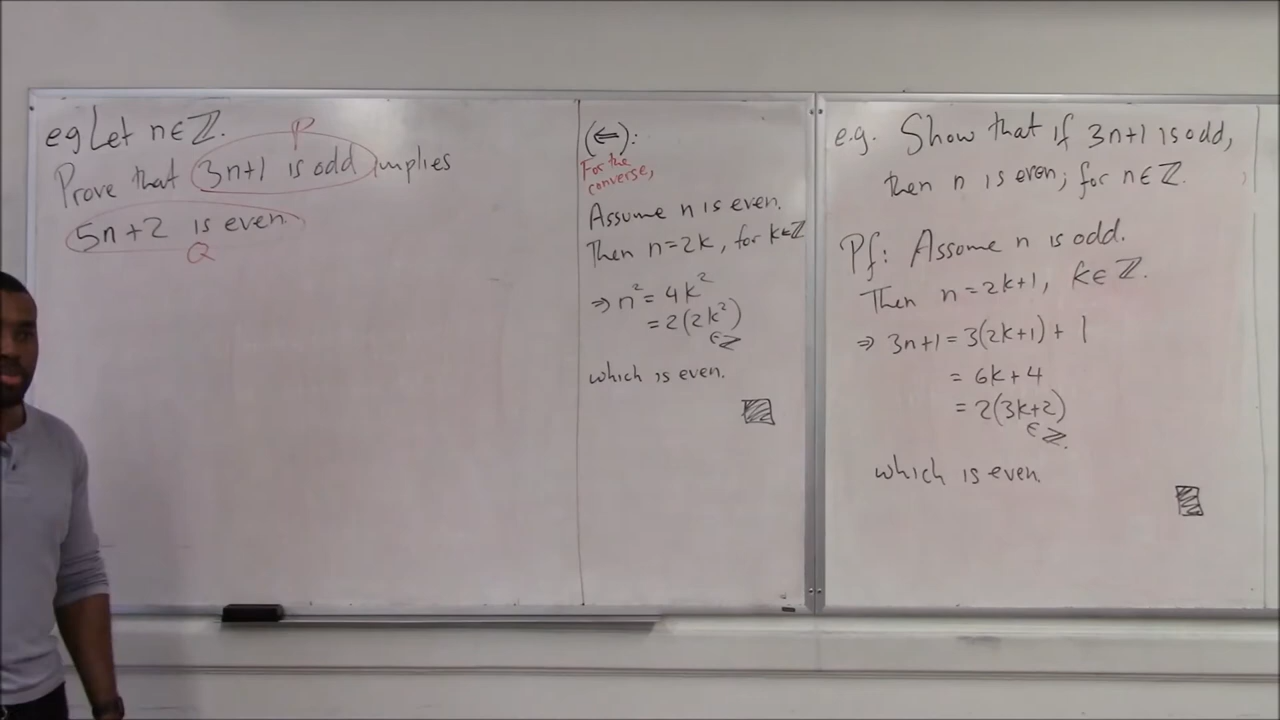 eg Let n∈ℤ.
P
Prove that 3n+1 is odd implies
5n+2 is even.
Q
(⇐):
For the
converse,
Assume n is even.
Then n=2k, for k∈ℤ
⇒ n² = 4k²
= 2(2k²)
∈ℤ
which is even.
e.g. Show that if 3n+1 is odd,
then n is even, for n∈ℤ.
Pf: Assume n is odd.
Then n=2k+1, k∈ℤ.
⇒ 3n+1 = 3(2k+1) + 1
= 6k+4
= 2(3k+2)
∈ℤ.
which is even.